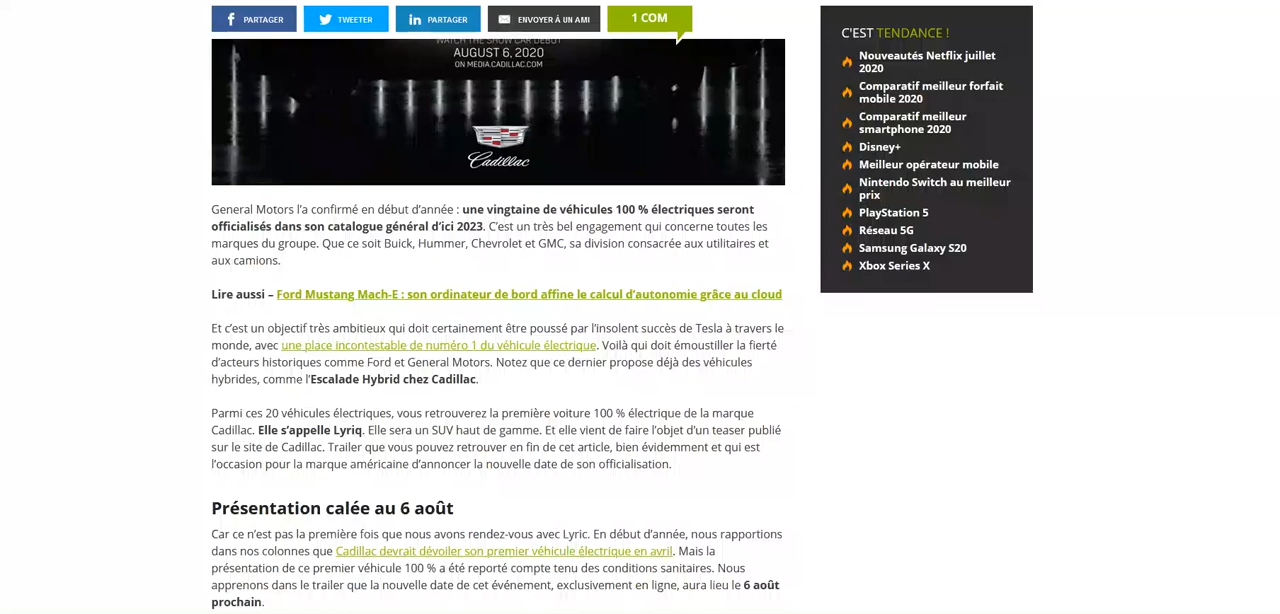 PARTAGER
TWEETER
PARTAGER
ENVOYER À UN AMI
1 COM
WATCH THE SHOW CAR DEBUT
AUGUST 6, 2020
ON MEDIA.CADILLAC.COM
Cadillac
General Motors l’a confirmé en début d’année : une vingtaine de véhicules 100 % électriques seront
officialisés dans son catalogue général d’ici 2023. C’est un très bel engagement qui concerne toutes les
marques du groupe. Que ce soit Buick, Hummer, Chevrolet et GMC, sa division consacrée aux utilitaires et
aux camions.
Lire aussi – Ford Mustang Mach-E : son ordinateur de bord affine le calcul d’autonomie grâce au cloud
Et c’est un objectif très ambitieux qui doit certainement être poussé par l’insolent succès de Tesla à travers le
monde, avec une place incontestable de numéro 1 du véhicule électrique. Voilà qui doit émoustiller la fierté
d’acteurs historiques comme Ford et General Motors. Notez que ce dernier propose déjà des véhicules
hybrides, comme l’Escalade Hybrid chez Cadillac.
Parmi ces 20 véhicules électriques, vous retrouverez la première voiture 100 % électrique de la marque
Cadillac. Elle s’appelle Lyriq. Elle sera un SUV haut de gamme. Et elle vient de faire l’objet d’un teaser publié
sur le site de Cadillac. Trailer que vous pouvez retrouver en fin de cet article, bien évidemment et qui est
l’occasion pour la marque américaine d’annoncer la nouvelle date de son officialisation.
Présentation calée au 6 août
Car ce n’est pas la première fois que nous avons rendez-vous avec Lyric. En début d’année, nous rapportions
dans nos colonnes que Cadillac devrait dévoiler son premier véhicule électrique en avril. Mais la
présentation de ce premier véhicule 100 % a été reporté compte tenu des conditions sanitaires. Nous
apprenons dans le trailer que la nouvelle date de cet événement, exclusivement en ligne, aura lieu le 6 août
prochain.
C'EST TENDANCE !
Nouveautés Netflix juillet
2020
Comparatif meilleur forfait
mobile 2020
Comparatif meilleur
smartphone 2020
Disney+
Meilleur opérateur mobile
Nintendo Switch au meilleur
prix
PlayStation 5
Réseau 5G
Samsung Galaxy S20
Xbox Series X